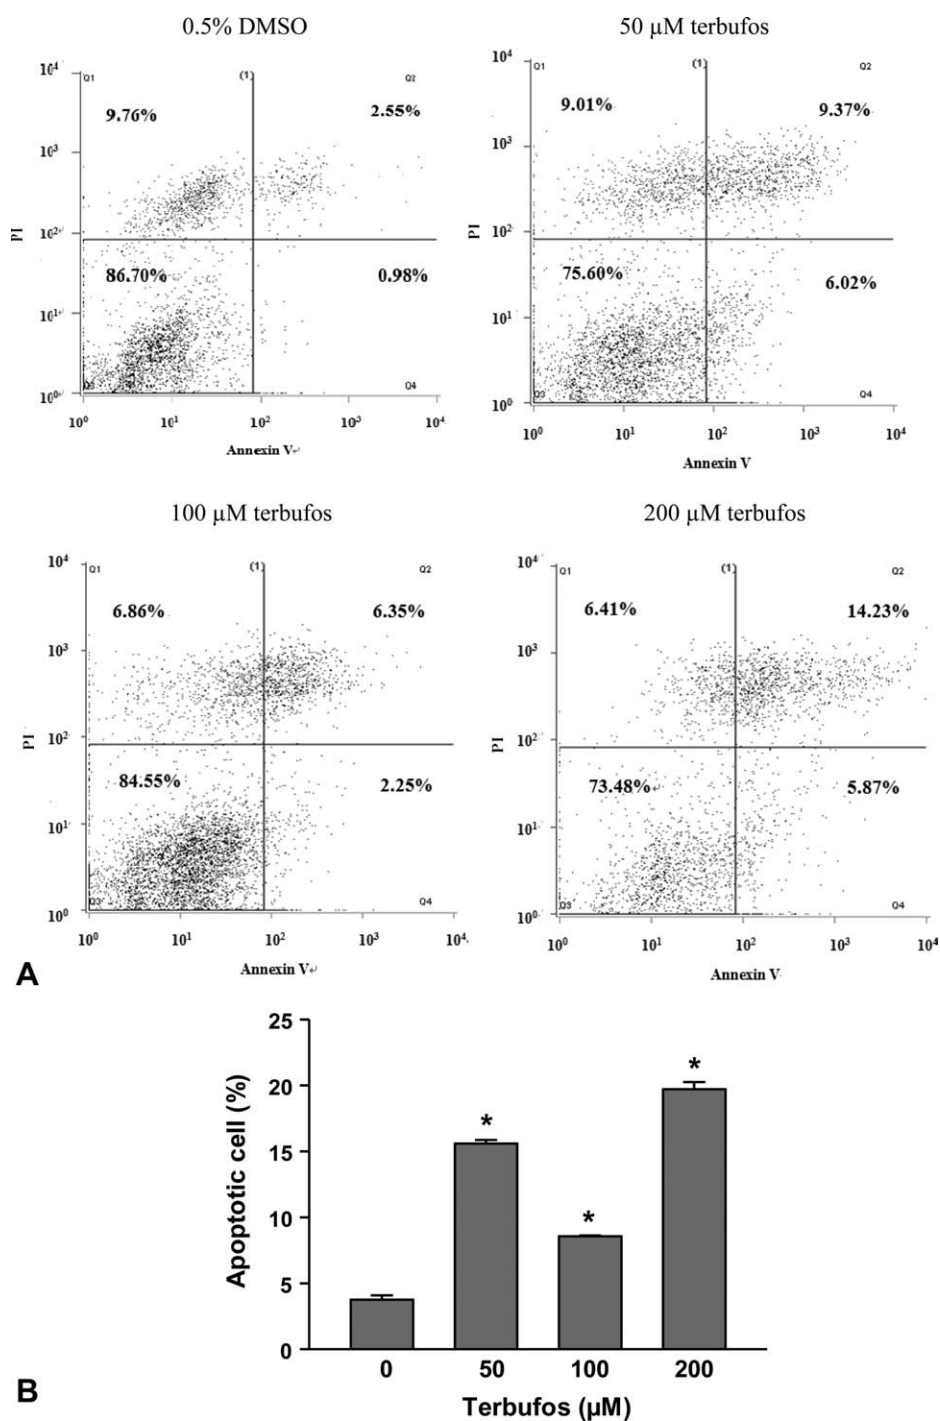 0.5% DMSO
50 µM terbufos
Q1
(1)
Q2
9.76%
2.55%
86.70%
0.98%
Q3
Q4
10⁴
10³
10²
10¹
10⁰
PI
10⁰ 10¹ 10² 10³ 10⁴
Annexin V↵
Q1
(1)
Q2
9.01%
9.37%
75.60%
6.02%
Q4
10⁴
10³
10²
10¹
10⁰
PI
10⁰ 10¹ 10² 10³ 10⁴
Annexin V
100 µM terbufos
200 µM terbufos
Q1
(1)
Q2
6.86%
6.35%
84.55%
2.25%
Q3
Q4
10⁴
10³
10²
10¹
10⁰
PI
10⁰ 10¹ 10² 10³ 10⁴
Annexin V↵
Q1
(1)
Q2
6.41%
14.23%
73.48%↵
5.87%
Q3
Q4
10⁴
10³
10²
10¹
10⁰
PI
10⁰ 10¹ 10² 10³ 10⁴
Annexin V
A
25
20
15
10
5
0
Apoptotic cell (%)
*
*
*
0 50 100 200
Terbufos (µM)
B